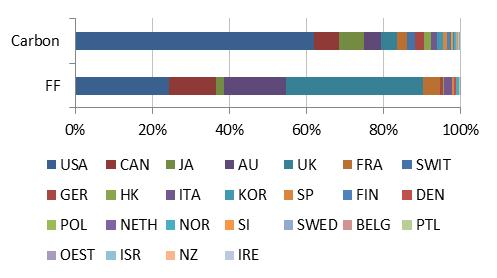 Carbon
FF
0% 20% 40% 60% 80% 100%
USA CAN JA AU UK FRA SWIT
GER HK ITA KOR SP FIN DEN
POL NETH NOR SI SWED BELG PTL
OEST ISR NZ IRE